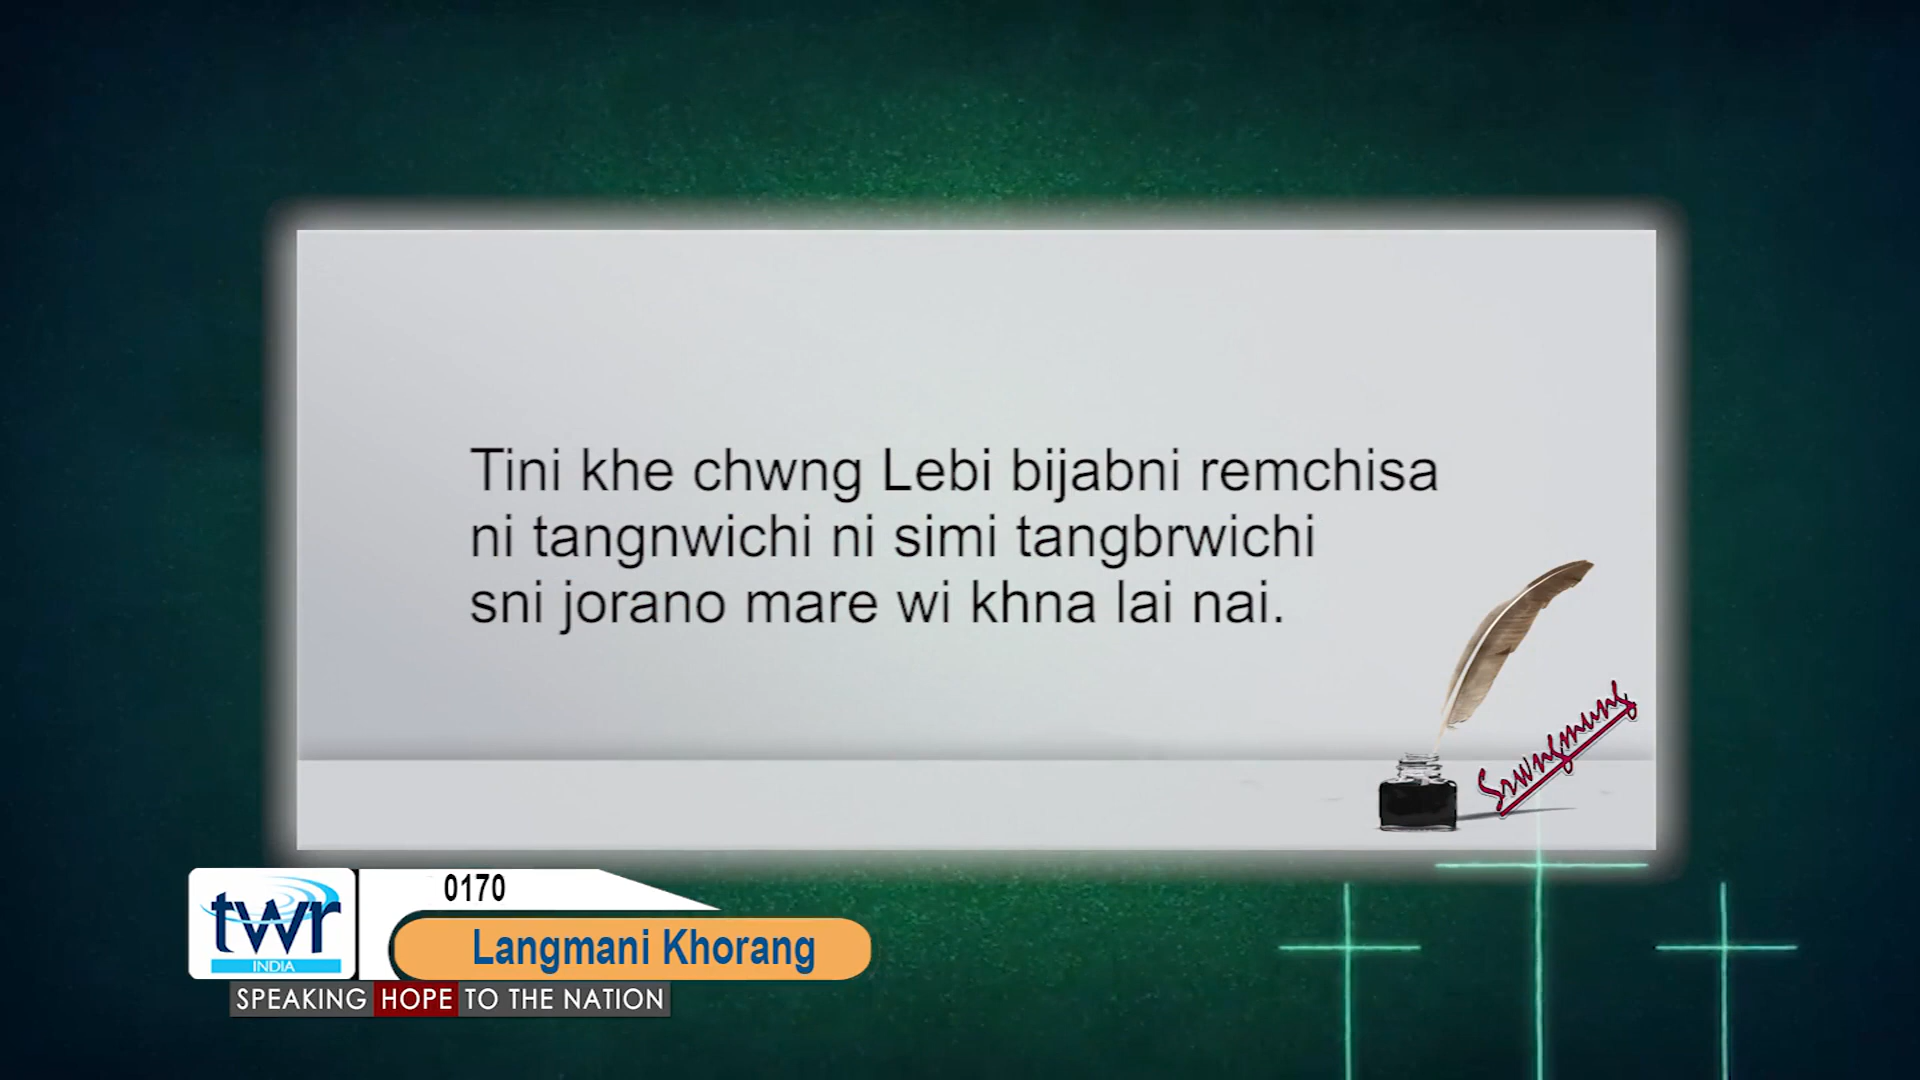 Tini khe chwng Lebi bijabni remchisa
ni tangnwichi ni simi tangbrwichi
sni jorano mare wi khna lai nai.
Srwngmung
twr
INDIA
0170
Langmani Khorang
SPEAKING HOPE TO THE NATION